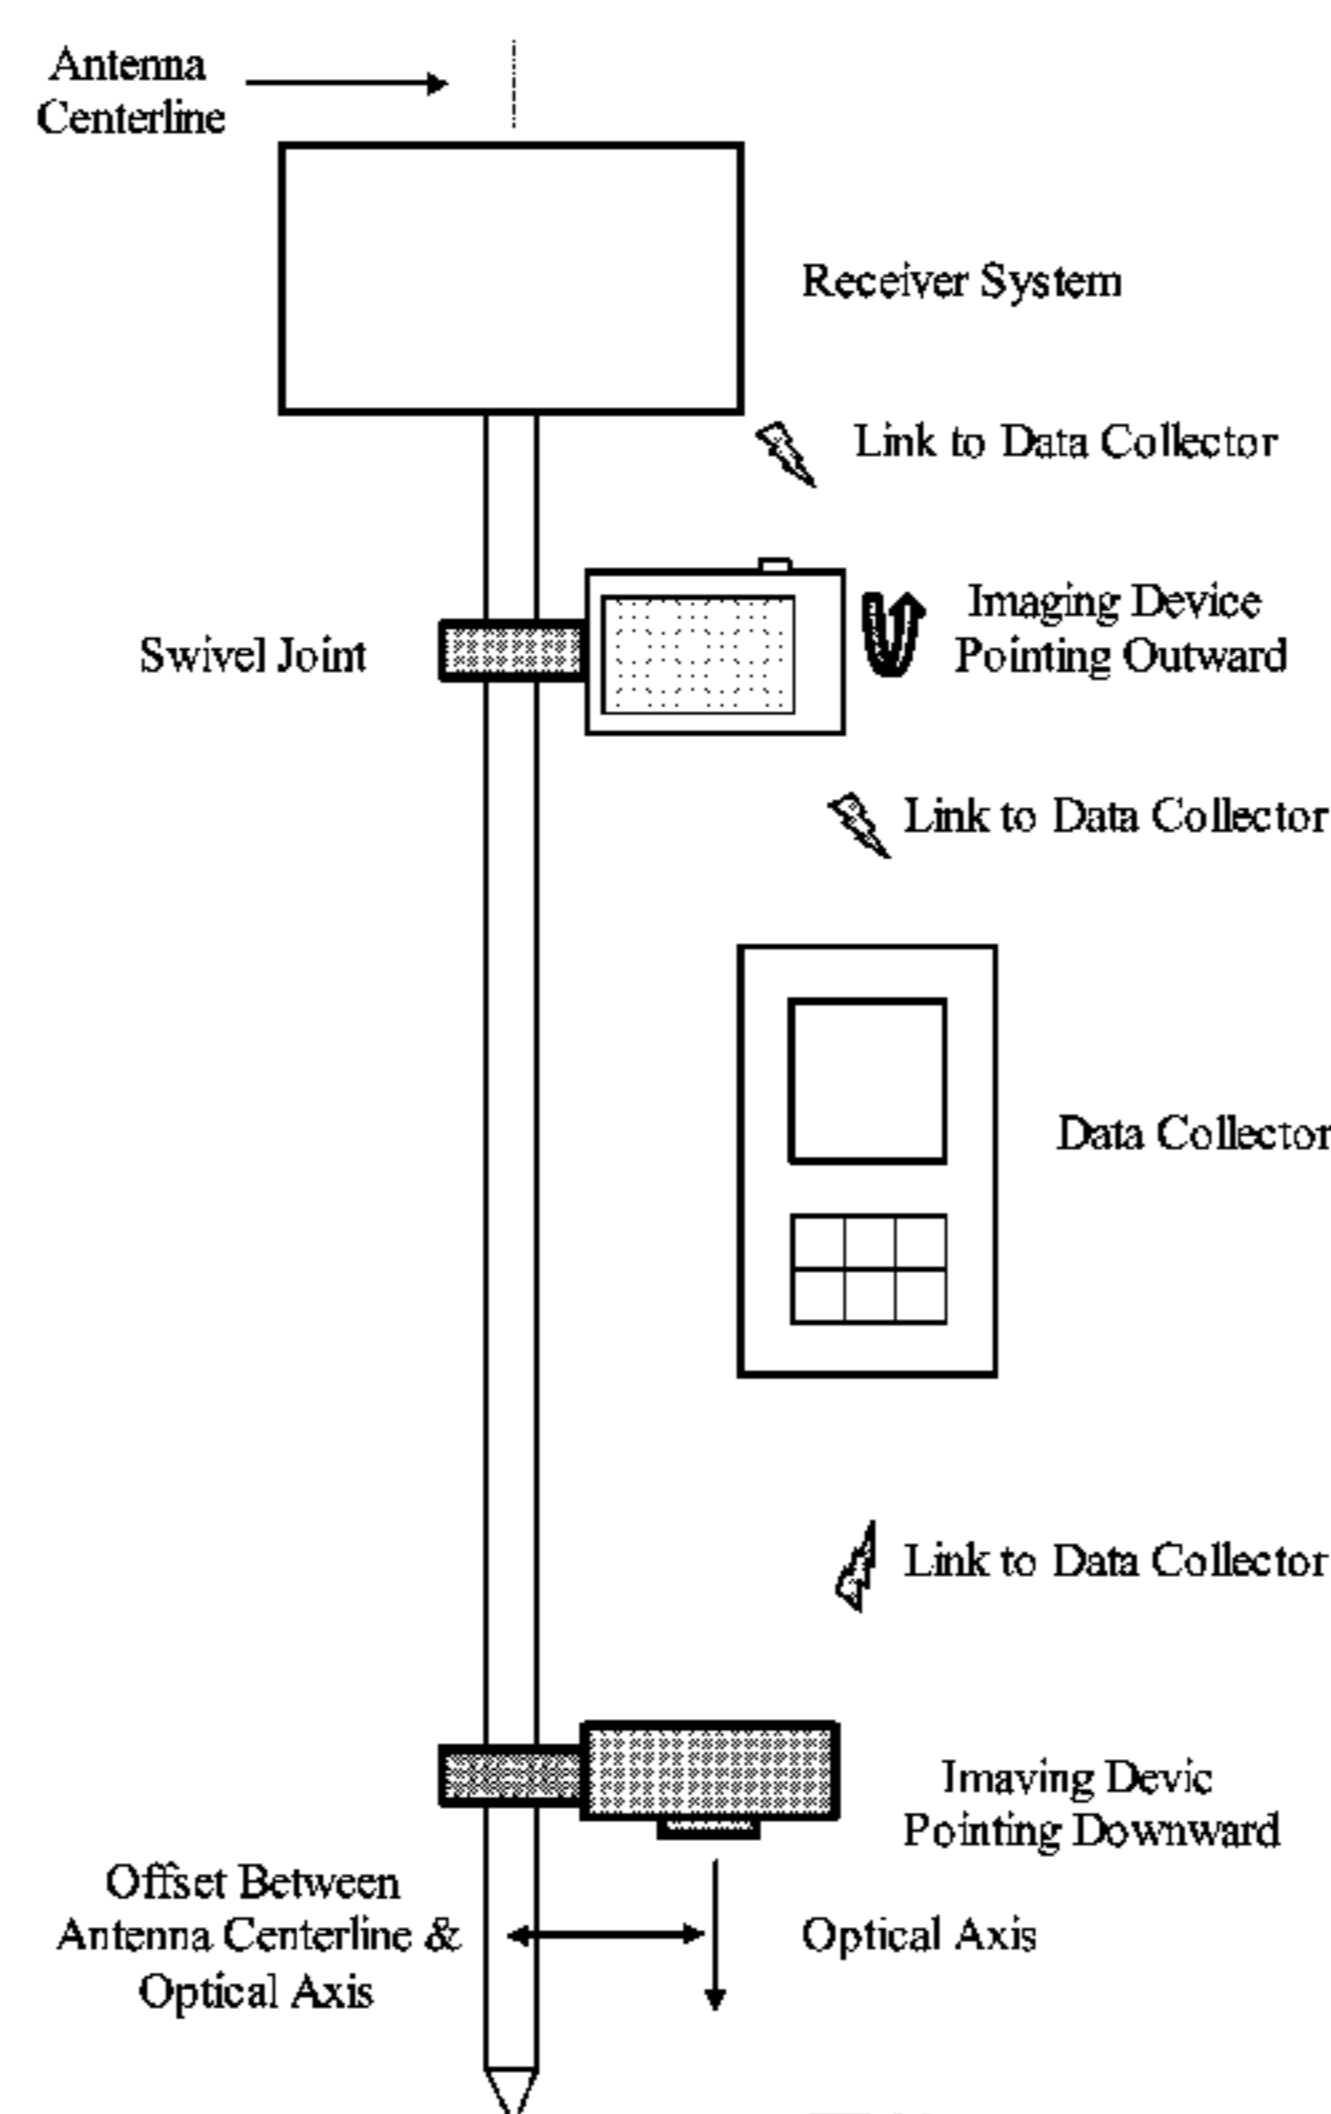 Antenna
Centerline
Receiver System
Link to Data Collector
Imaging Device
Pointing Outward
Swivel Joint
Link to Data Collector
Data Collector
Link to Data Collector
Imaving Devic
Pointing Downward
Offset Between
Antenna Centerline &
Optical Axis
Optical Axis